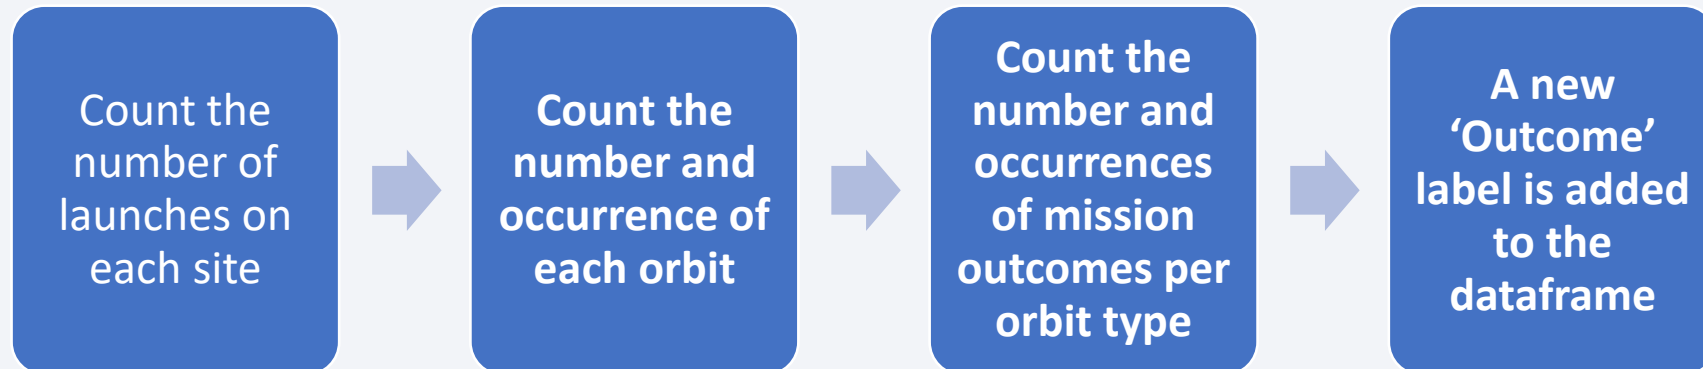 Count the
number of
launches on
each site
Count the
number and
occurrence of
each orbit
Count the
number and
occurrences
of mission
outcomes per
orbit type
A new
‘Outcome’
label is added
to the
dataframe